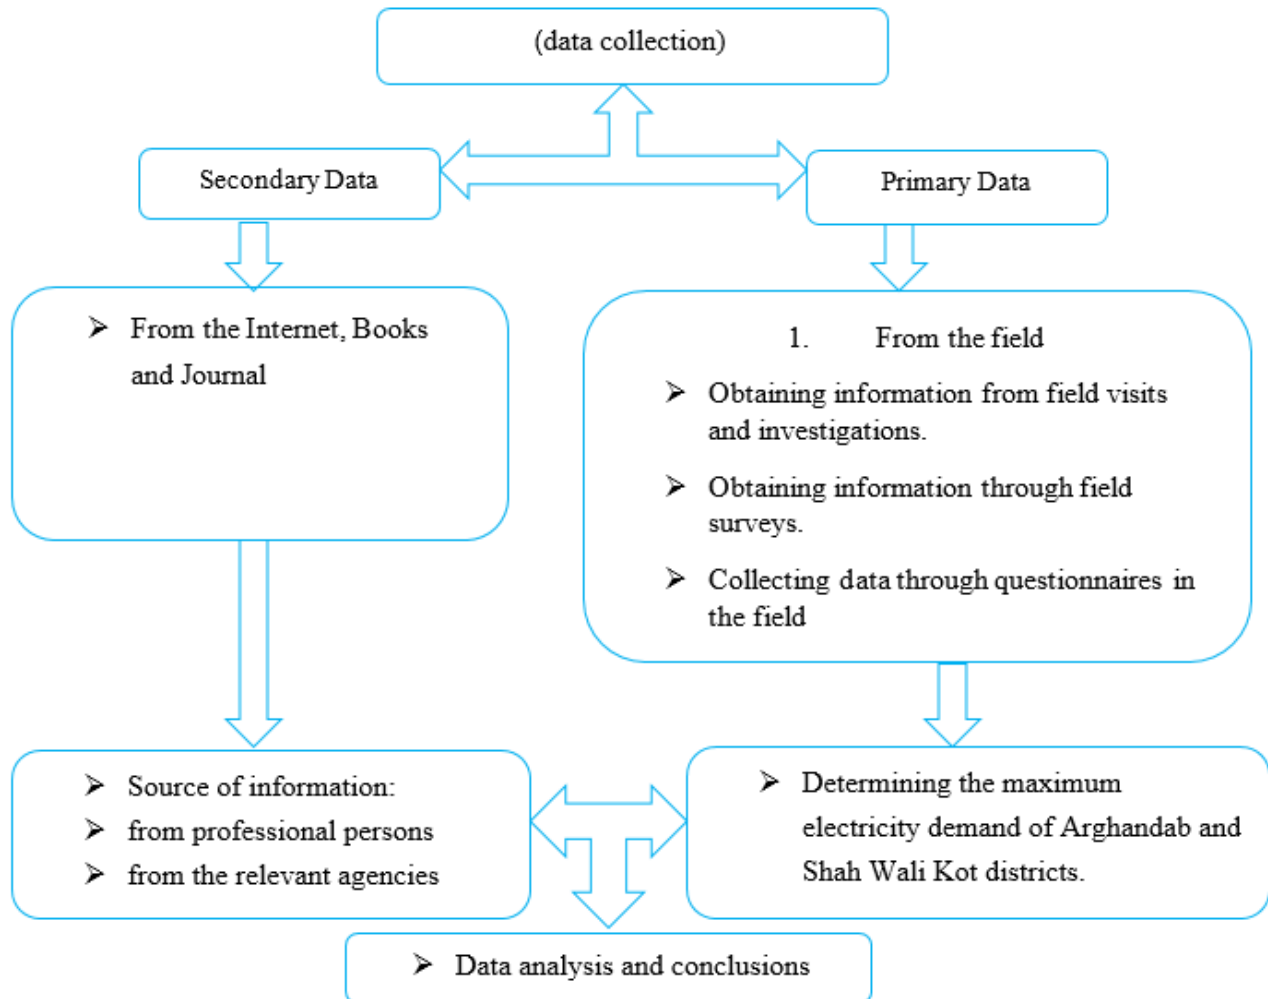 (data collection)
Secondary Data
Primary Data
➢ From the Internet, Books
and Journal
1. From the field
➢ Obtaining information from field visits
and investigations.
➢ Obtaining information through field
surveys.
➢ Collecting data through questionnaires in
the field
➢ Source of information:
➢ from professional persons
➢ from the relevant agencies
➢ Determining the maximum
electricity demand of Arghandab and
Shah Wali Kot districts.
➢ Data analysis and conclusions